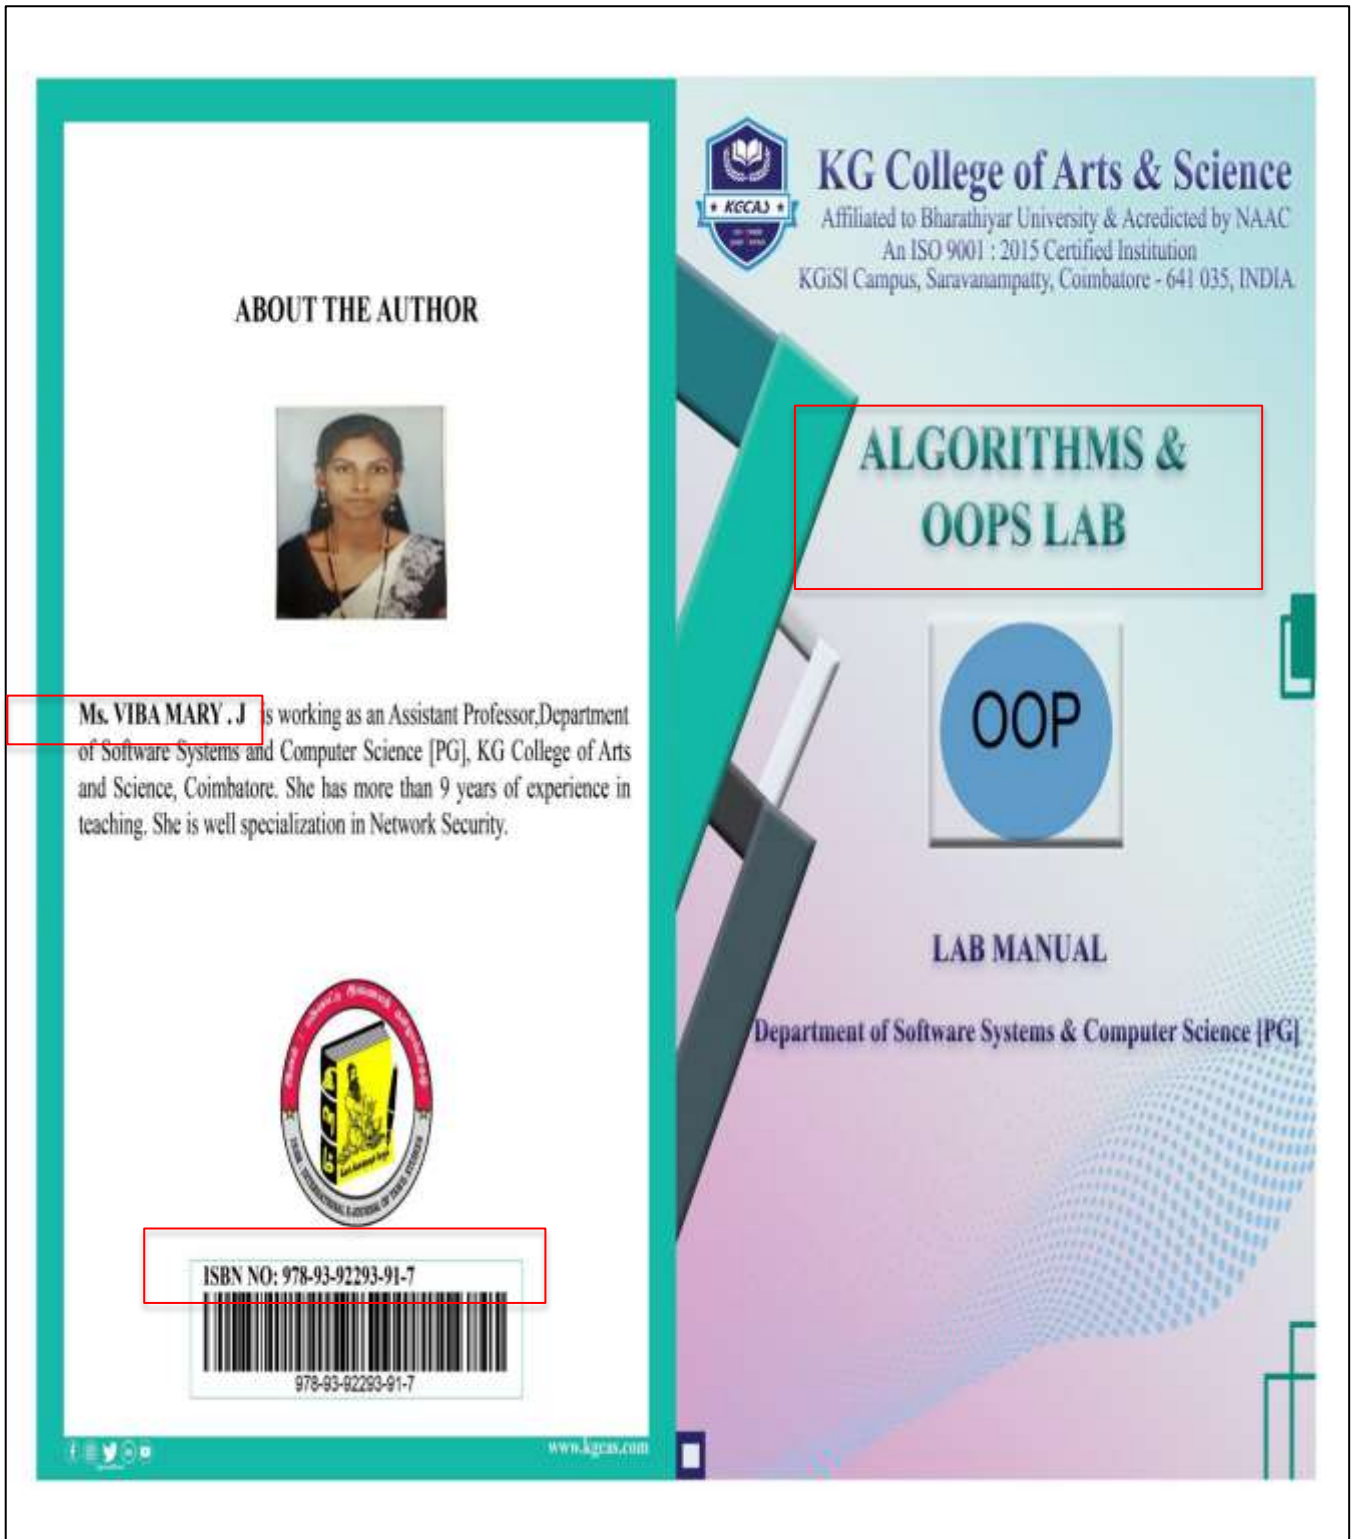 ABOUT THE AUTHOR
Ms. VIBA MARY . J is working as an Assistant Professor,Department
of Software Systems and Computer Science [PG], KG College of Arts
and Science, Coimbatore. She has more than 9 years of experience in
teaching. She is well specialization in Network Security.
ISBN NO: 978-93-92293-91-7
978-93-92293-91-7
www.kgcas.com
KGCAS
KG College of Arts & Science
Affiliated to Bharathiyar University & Acredicted by NAAC
An ISO 9001 : 2015 Certified Institution
KGiSl Campus, Saravanampatty, Coimbatore - 641 035, INDIA.
ALGORITHMS &
OOPS LAB
OOP
LAB MANUAL
Department of Software Systems & Computer Science [PG]